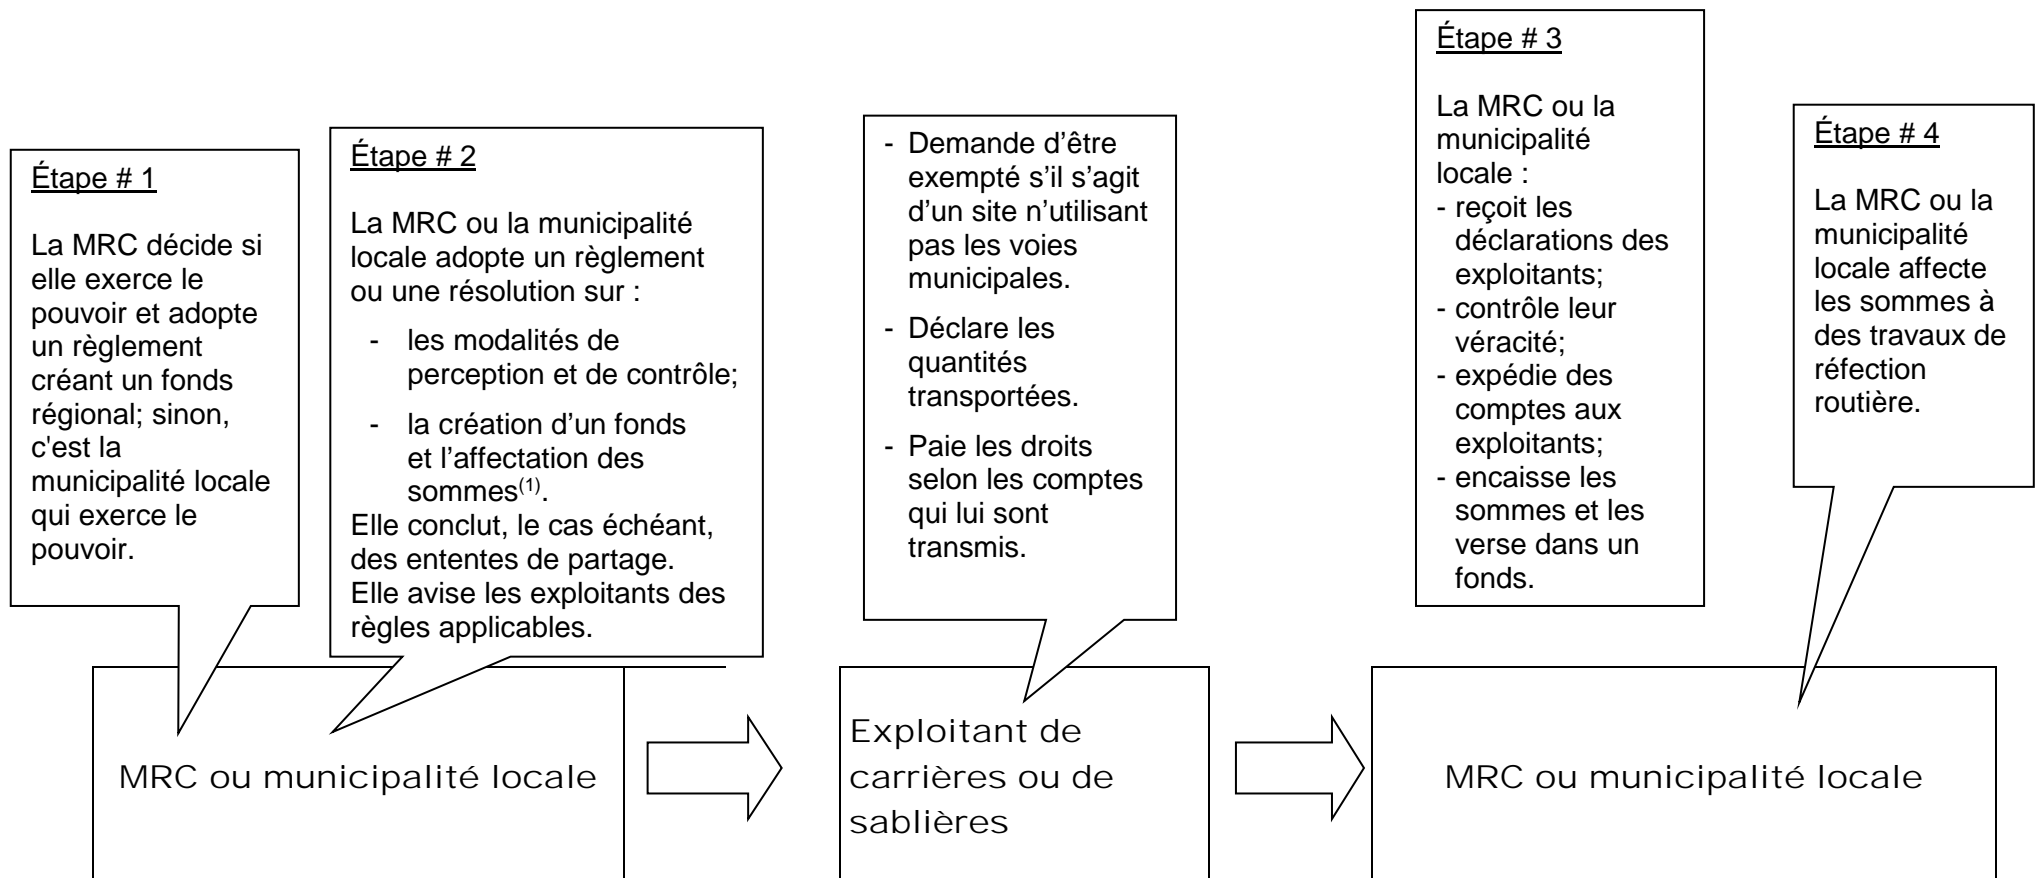 Étape # 1
La MRC décide si
elle exerce le
pouvoir et adopte
un règlement
créant un fonds
régional; sinon,
c'est la
municipalité locale
qui exerce le
pouvoir.
Étape # 2
La MRC ou la municipalité
locale adopte un règlement
ou une résolution sur :
- les modalités de
perception et de contrôle;
- la création d’un fonds
et l’affectation des
sommes(1).
Elle conclut, le cas échéant,
des ententes de partage.
Elle avise les exploitants des
règles applicables.
- Demande d’être
exempté s’il s’agit
d’un site n’utilisant
pas les voies
municipales.
- Déclare les
quantités
transportées.
- Paie les droits
selon les comptes
qui lui sont
transmis.
Étape # 3
La MRC ou la
municipalité
locale :
- reçoit les
déclarations des
exploitants;
- contrôle leur
véracité;
- expédie des
comptes aux
exploitants;
- encaisse les
sommes et les
verse dans un
fonds.
Étape # 4
La MRC ou la
municipalité
locale affecte
les sommes à
des travaux de
réfection
routière.
MRC ou municipalité locale
Exploitant de
carrières ou de
sablières
MRC ou municipalité locale